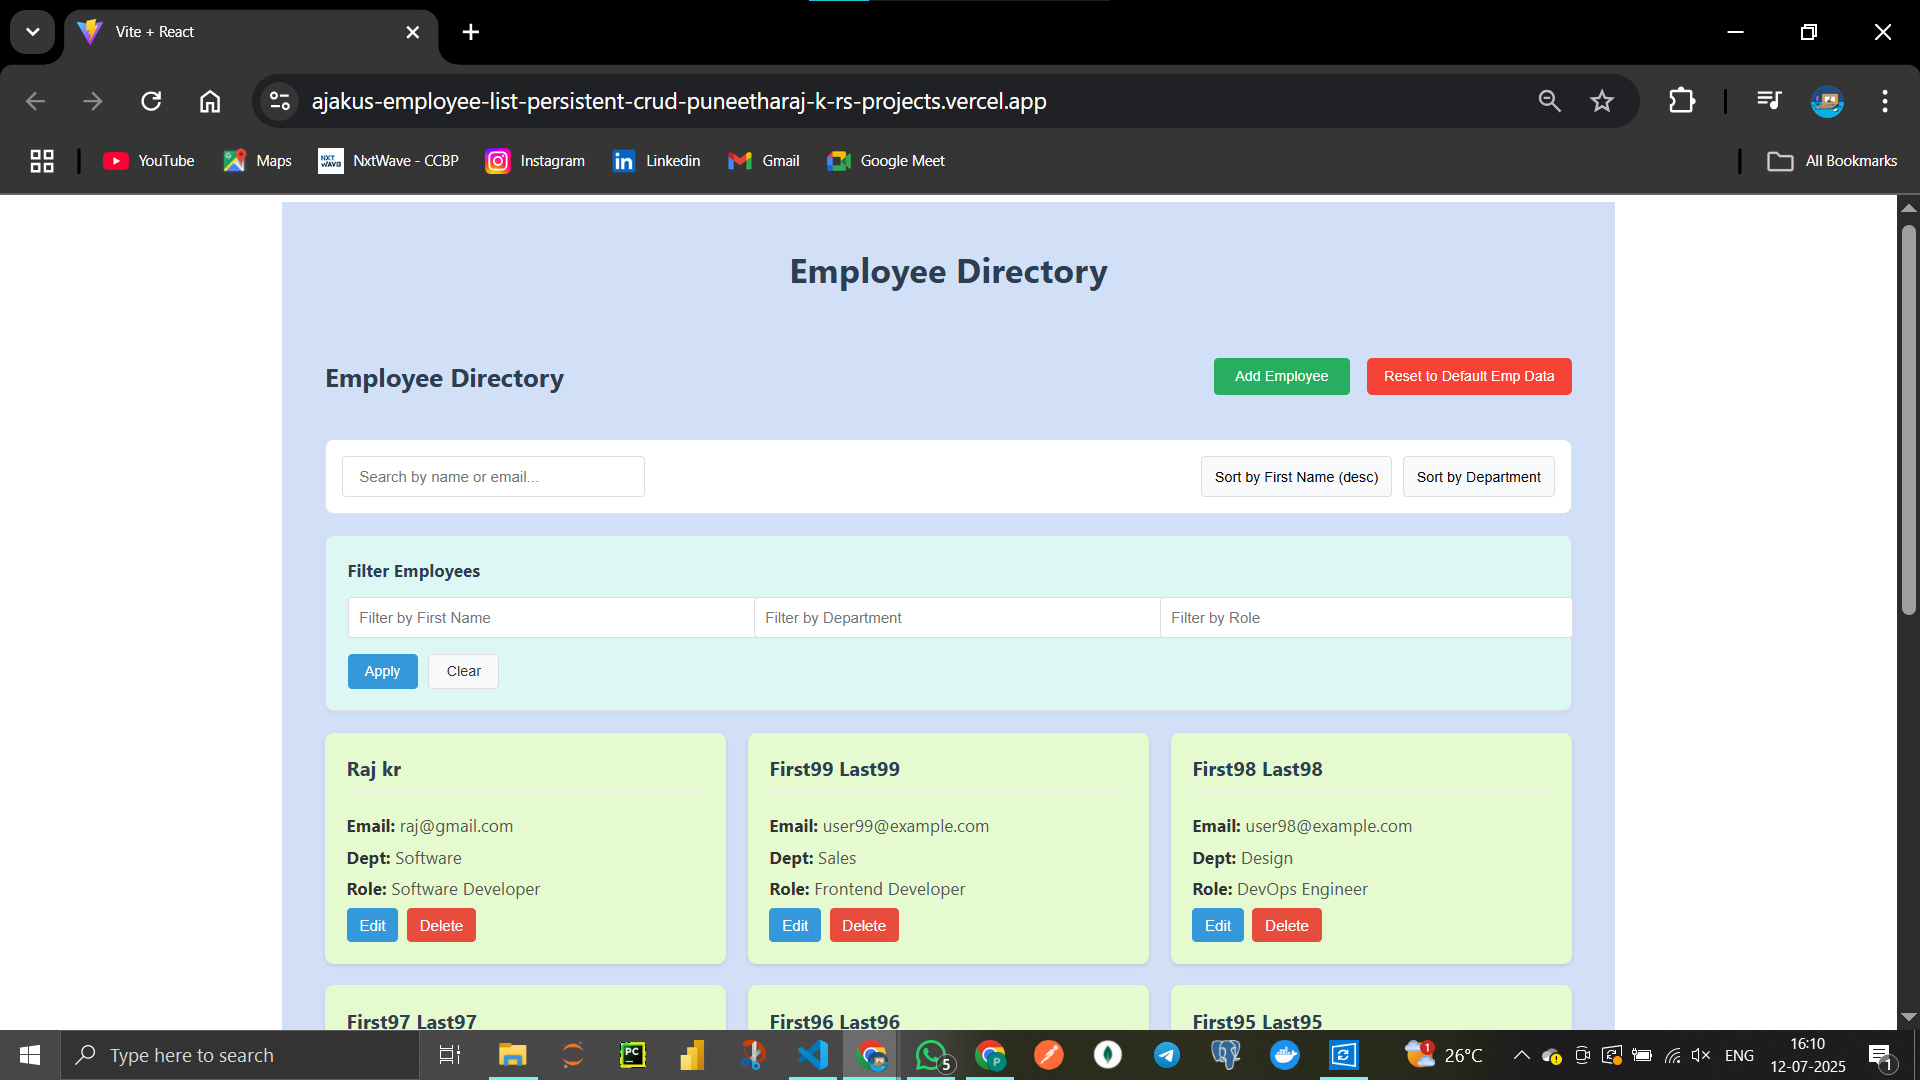 Vite + React
ajakus-employee-list-persistent-crud-puneetharaj-k-rs-projects.vercel.app
YouTube
Maps
NXT WAVE
NxtWave - CCBP
Instagram
Linkedin
Gmail
Google Meet
All Bookmarks
Employee Directory
Employee Directory
Add Employee
Reset to Default Emp Data
Search by name or email...
Sort by First Name (desc)
Sort by Department
Filter Employees
Filter by First Name
Filter by Department
Filter by Role
Apply
Clear
Raj kr
Email: raj@gmail.com
Dept: Software
Role: Software Developer
Edit
Delete
First99 Last99
Email: user99@example.com
Dept: Sales
Role: Frontend Developer
Edit
Delete
First98 Last98
Email: user98@example.com
Dept: Design
Role: DevOps Engineer
Edit
Delete
First97 Last97
First96 Last96
First95 Last95
Type here to search
PC
5
P
1
26°C
ENG
16:10
12-07-2025
1